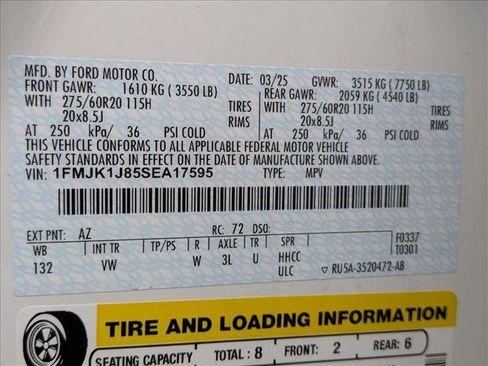 MFD. BY FORD MOTOR CO.
DATE: 03/25 GVWR: 3515 KG (7750 LB)
FRONT GAWR: 1610 KG (3550 LB) REAR GAWR: 2059 KG (4540 LB)
WITH 275/60R20 115H TIRES WITH 275/60R20 115H TIRES
20x8.5J RIMS 20x8.5J RIMS
AT 250 kPa/ 36 PSI COLD AT 250 kPa/ 36 PSI COLD
THIS VEHICLE CONFORMS TO ALL APPLICABLE FEDERAL MOTOR VEHICLE
SAFETY STANDARDS IN EFFECT ON THE DATE OF MANUFACTURE SHOWN ABOVE.
VIN: 1FMJK1J85SEA17595 TYPE: MPV
EXT PNT: AZ RC: 72 DSO: F0337
WB INT TR TP/PS R AXLE TR SPR T0301
132 VW W 3L U HHCC
ULC ▽ RU5A-3520472-AB
TIRE AND LOADING INFORMATION
SEATING CAPACITY TOTAL: 8 FRONT: 2 REAR: 6